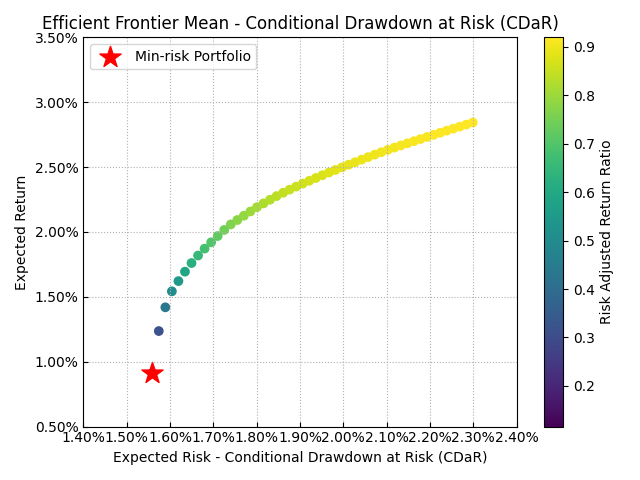 Efficient Frontier Mean - Conditional Drawdown at Risk (CDaR)
Min-risk Portfolio
3.50%
3.00%
2.50%
2.00%
1.50%
1.00%
0.50%
Expected Return
1.40% 1.50% 1.60% 1.70% 1.80% 1.90% 2.00% 2.10% 2.20% 2.30% 2.40%
Expected Risk - Conditional Drawdown at Risk (CDaR)
0.9
0.8
0.7
0.6
0.5
0.4
0.3
0.2
Risk Adjusted Return Ratio